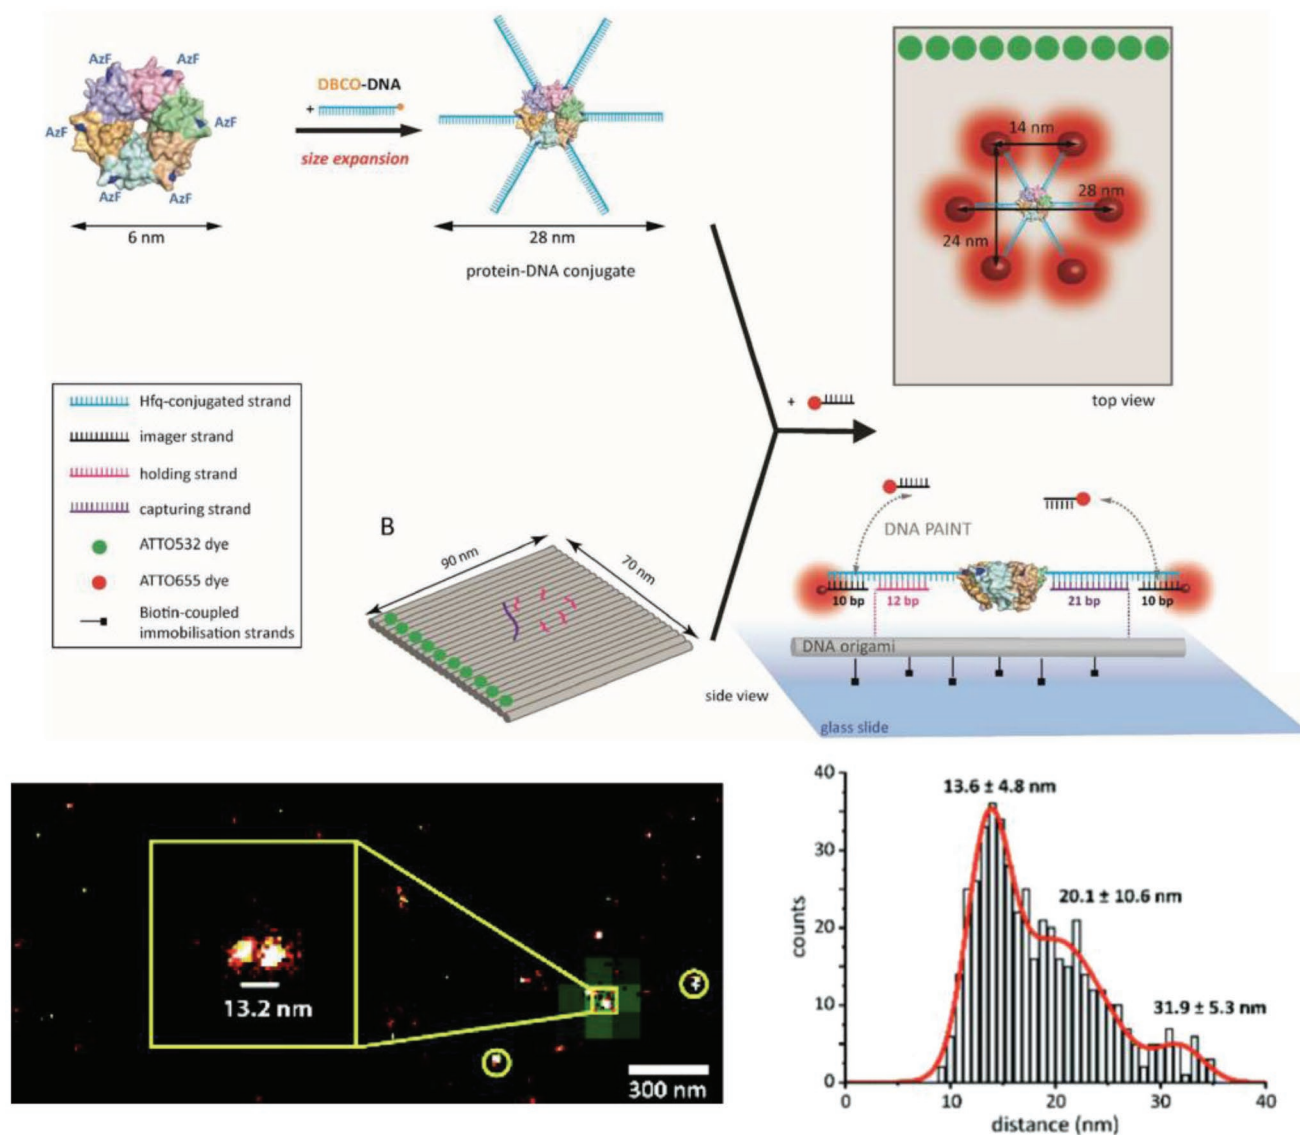 AzF
AzF
AzF
AzF
AzF
AzF
6 nm
DBCO-DNA
+
size expansion
28 nm
protein-DNA conjugate
14 nm
28 nm
24 nm
top view
+
Hfq-conjugated strand
imager strand
holding strand
capturing strand
ATTO532 dye
ATTO655 dye
Biotin-coupled
immobilisation strands
B
90 nm
70 nm
DNA PAINT
10 bp
12 bp
21 bp
10 bp
DNA origami
side view
glass slide
13.2 nm
300 nm
40
30
20
10
0
counts
13.6 ± 4.8 nm
20.1 ± 10.6 nm
31.9 ± 5.3 nm
0
10
20
30
40
distance (nm)